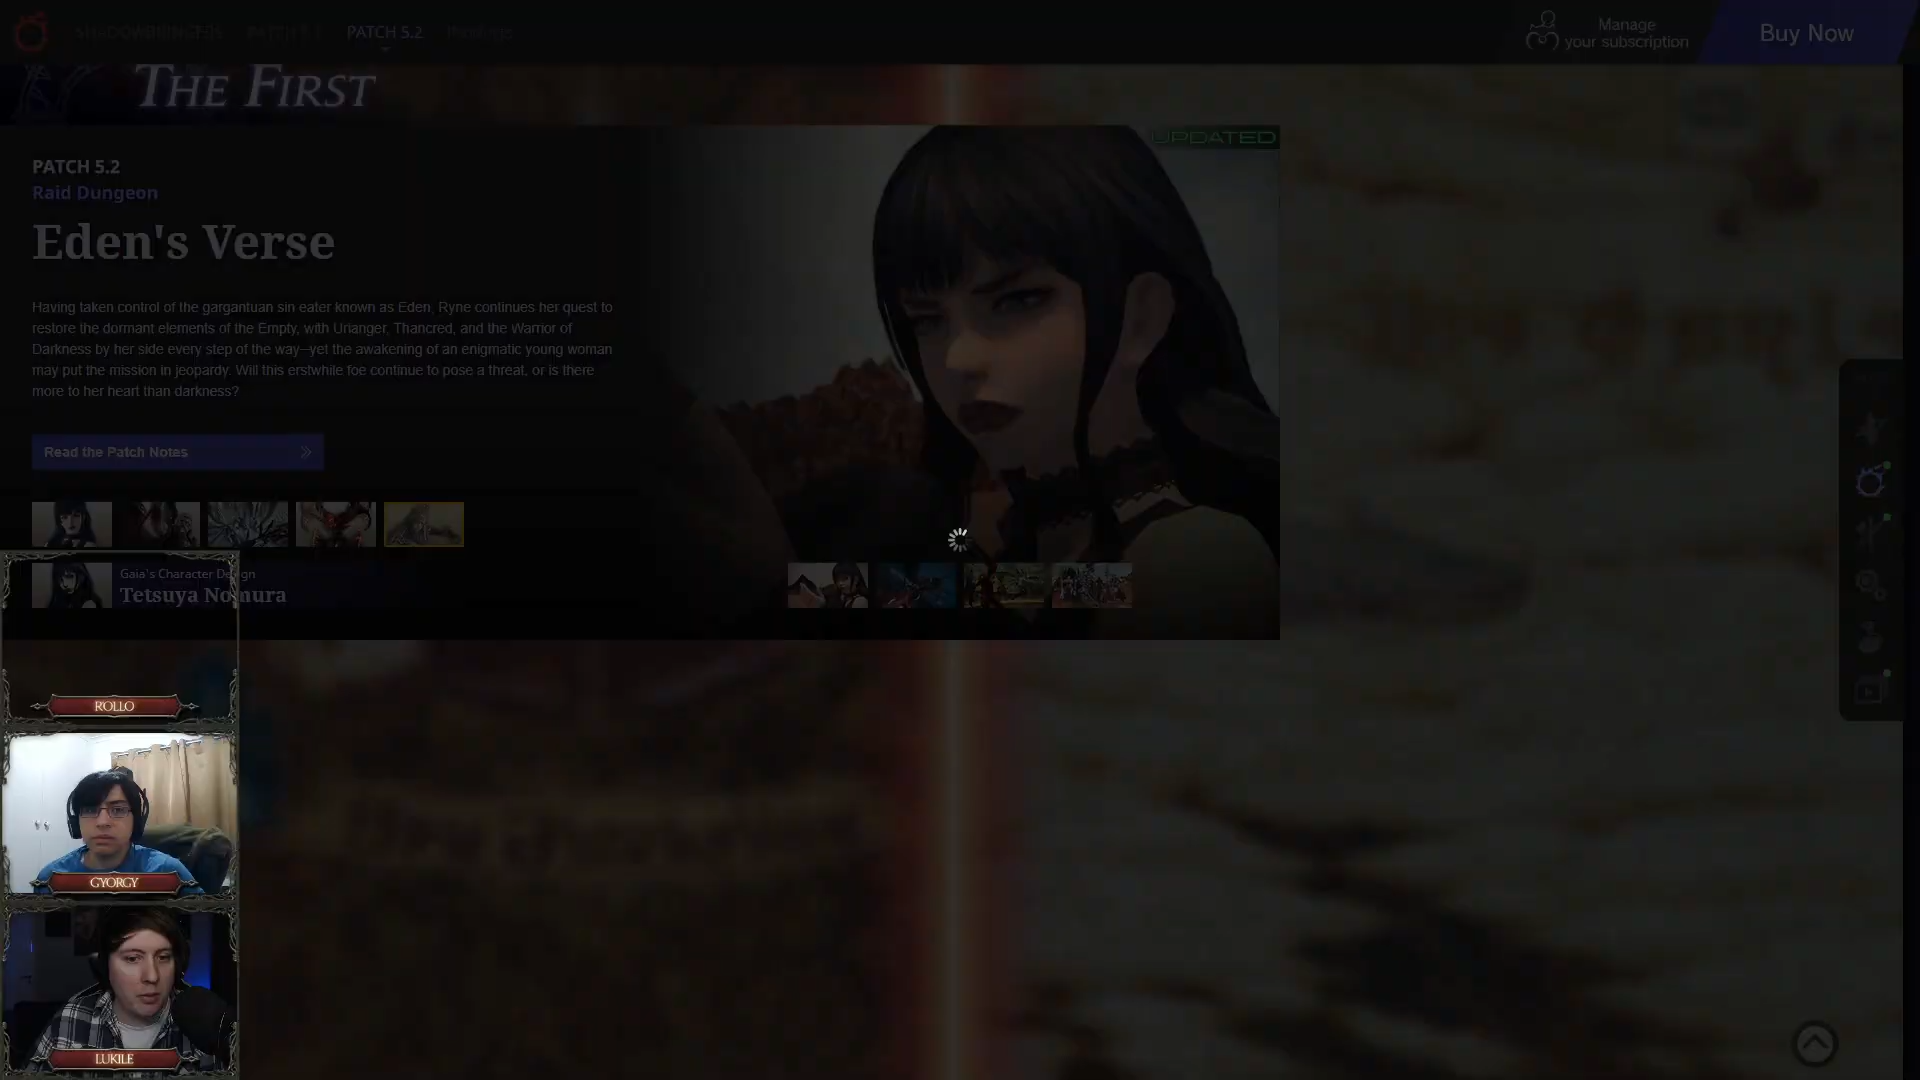 SHADOWBRINGERS PATCH 5.1 PATCH 5.2 Rankings
Manage
your subscription
Buy Now
THE FIRST
UPDATED
PATCH 5.2
Raid Dungeon
Eden's Verse
Having taken control of the gargantuan sin eater known as Eden, Ryne continues her quest to
restore the dormant elements of the Empty, with Urianger, Thancred, and the Warrior of
Darkness by her side every step of the way—yet the awakening of an enigmatic young woman
may put the mission in jeopardy. Will this erstwhile foe continue to pose a threat, or is there
more to her heart than darkness?
Read the Patch Notes
Gaia's Character Design
Tetsuya Nomura
ROLLO
GYORGY
LUKILE